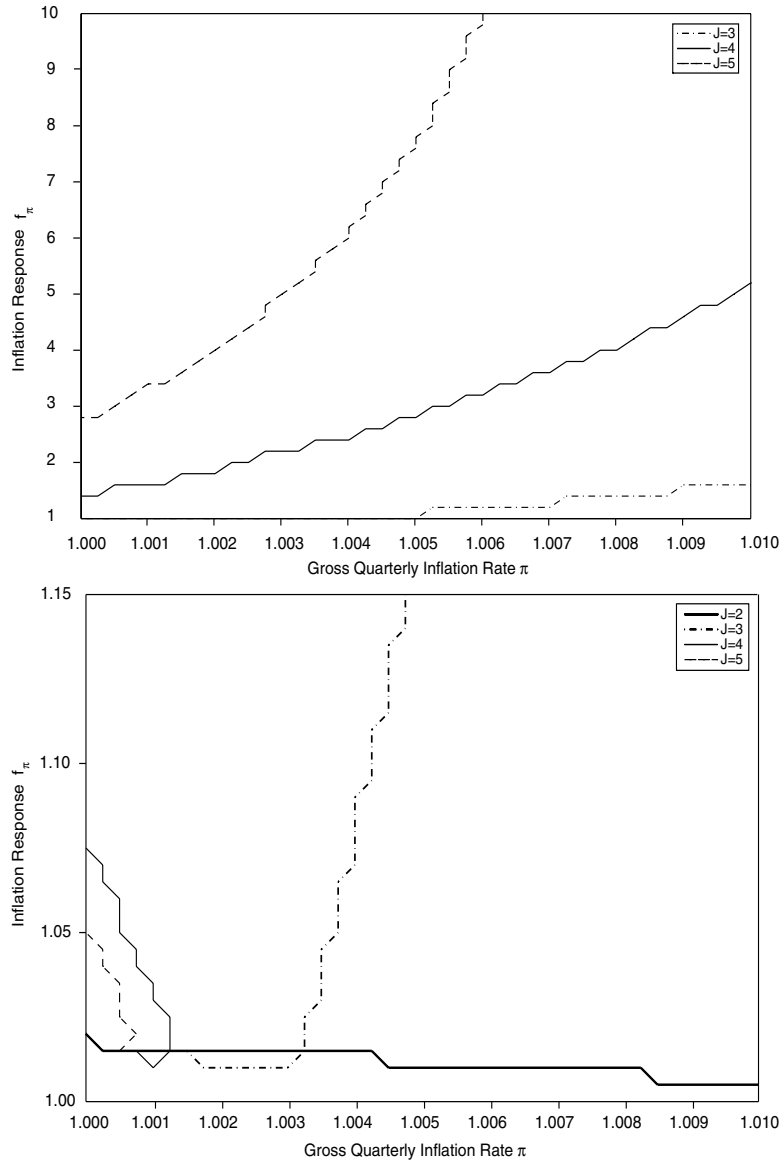 10
9
8
7
6
5
4
3
2
1
Inflation Response f_π
J=3
J=4
J=5
1.000 1.001 1.002 1.003 1.004 1.005 1.006 1.007 1.008 1.009 1.010
Gross Quarterly Inflation Rate π
1.15
1.10
1.05
1.00
Inflation Response f_π
J=2
J=3
J=4
J=5
1.000 1.001 1.002 1.003 1.004 1.005 1.006 1.007 1.008 1.009 1.010
Gross Quarterly Inflation Rate π